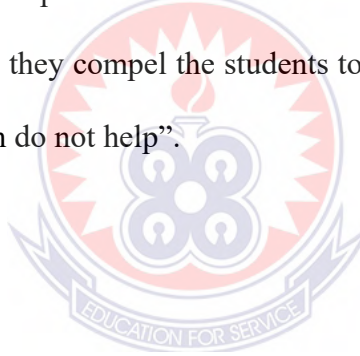 they compel the students to
do not help”.
EDUCATION FOR SERVICE